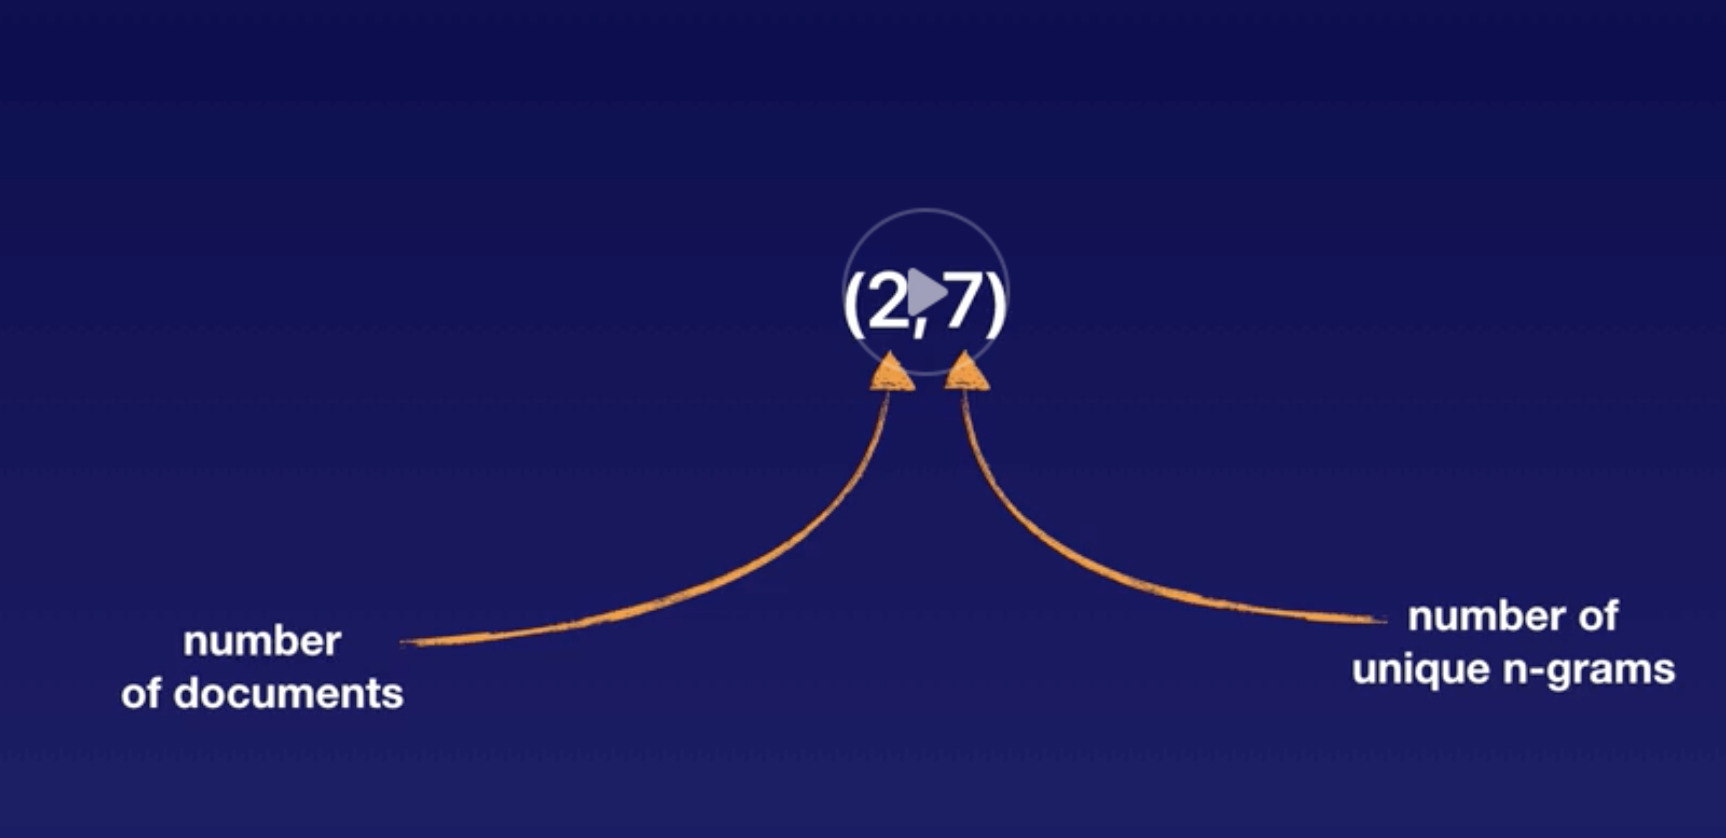 (2,7)
number
of documents
number of
unique n-grams